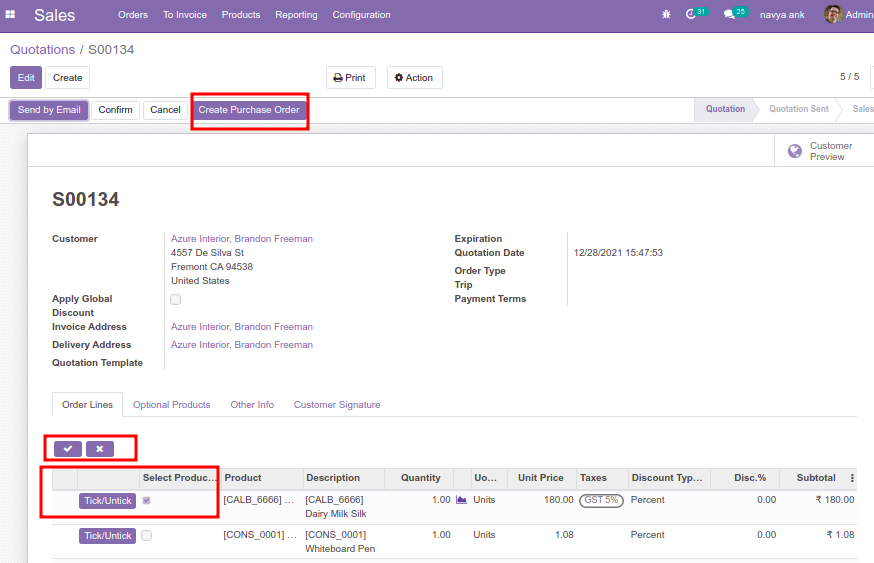 Sales Orders To Invoice Products Reporting Configuration 31 25 navya ank Admin
Quotations / S00134
Edit Create Print Action 5 / 5
Send by Email Confirm Cancel Create Purchase Order Quotation Quotation Sent Sales
Customer
Preview
S00134
Customer Azure Interior, Brandon Freeman
4557 De Silva St
Fremont CA 94538
United States
Apply Global
Discount
Invoice Address Azure Interior, Brandon Freeman
Delivery Address Azure Interior, Brandon Freeman
Quotation Template
Expiration
Quotation Date 12/28/2021 15:47:53
Order Type
Trip
Payment Terms
Order Lines Optional Products Other Info Customer Signature
Select Produc... Product Description Quantity Uo... Unit Price Taxes Discount Typ... Disc.% Subtotal
Tick/Untick [CALB_6666] ... [CALB_6666] 1.00 Units 180.00 GST 5% Percent 0.00 ₹ 180.00
Dairy Milk Silk
Tick/Untick [CONS_0001] ... [CONS_0001] 1.00 Units 1.08 Percent 0.00 ₹ 1.08
Whiteboard Pen